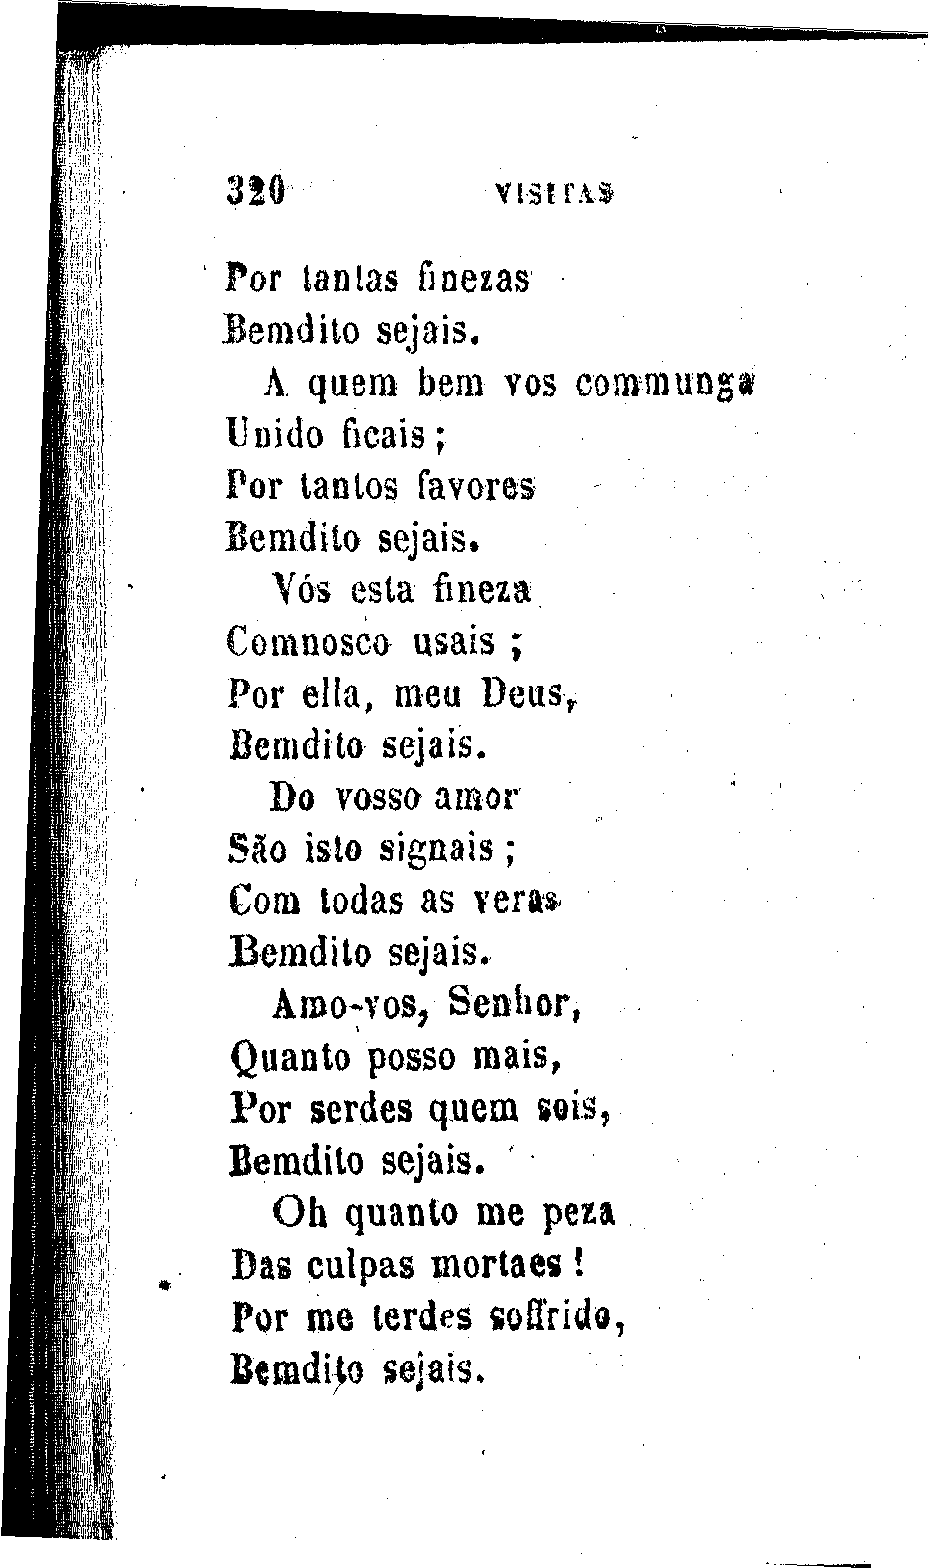 320 VISITAS
Por tantas finezas
Bemdito sejais.
A quem bem vos communga
Unido ficais;
Por tantos favores
Bemdito sejais.
Vós esta fineza
Comnosco usais ;
Por ella, meu Deus,
Bemdito sejais.
Do vosso amor
São isto signais ;
Com todas as veras
Bemdito sejais.
Amo-vos, Senhor,
Quanto posso mais,
Por serdes quem sois,
Bemdito sejais.
Oh quanto me peza
Das culpas mortaes !
Por me terdes soffrido,
Bemdito sejais.